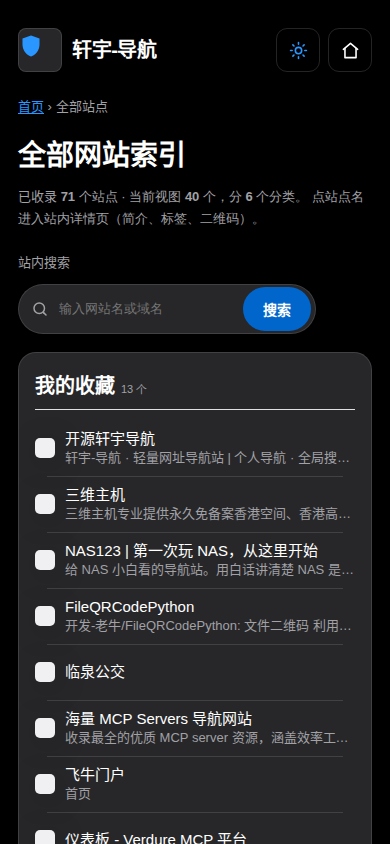 轩宇-导航
首页 › 全部站点
全部网站索引
已收录 71 个站点 · 当前视图 40 个，分 6 个分类。 点站点名
进入站内详情页（简介、标签、二维码）。
站内搜索
输入网站名或域名
搜索
我的收藏 13 个
开源轩宇导航
轩宇-导航 · 轻量网址导航站 | 个人导航 · 全局搜…
三维主机
三维主机专业提供永久免备案香港空间、香港高…
NAS123 | 第一次玩 NAS，从这里开始
给 NAS 小白看的导航站。用白话讲清楚 NAS 是…
FileQRCodePython
开发-老牛/FileQRCodePython: 文件二维码 利用…
临泉公交
海量 MCP Servers 导航网站
收录最全的优质 MCP server 资源，涵盖效率工…
飞牛门户
首页
仪表板 - Verdure MCP 平台